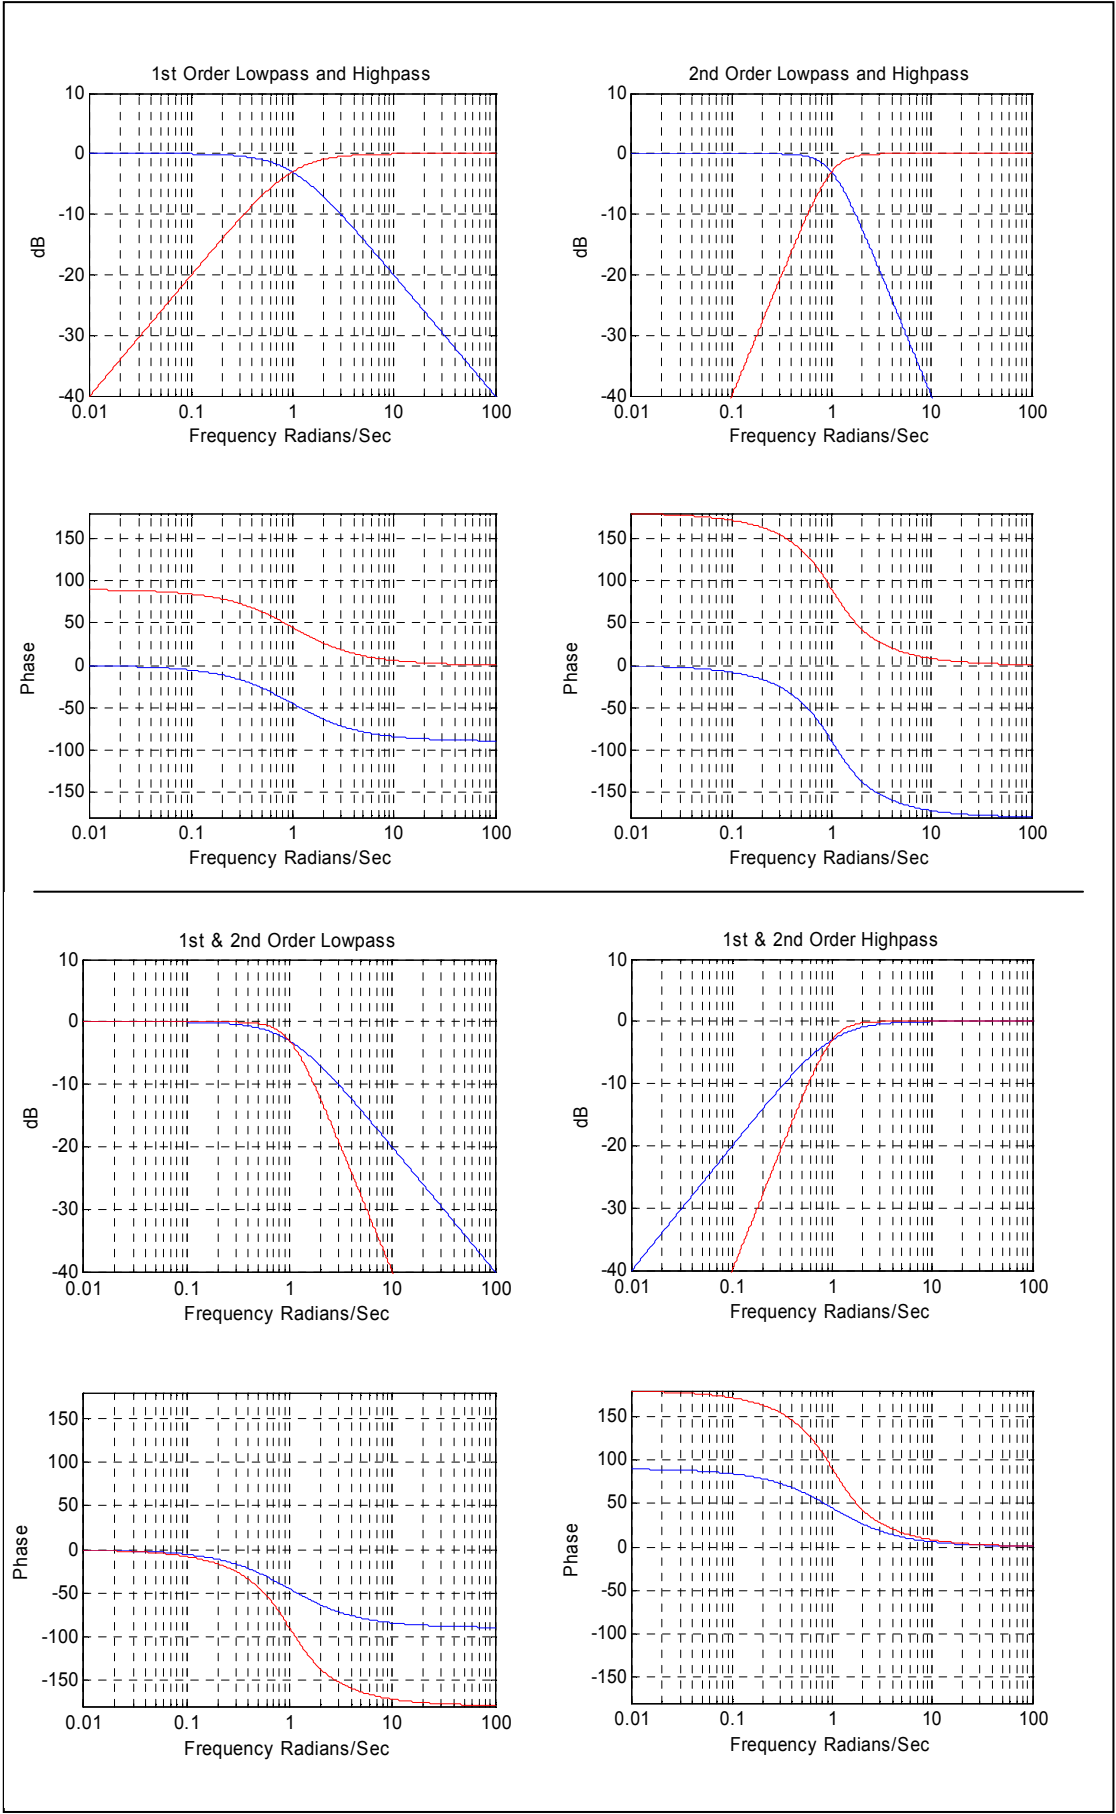 1st Order Lowpass and Highpass
10
0
-10
-20
-30
-40
dB
0.01 0.1 1 10 100
Frequency Radians/Sec
2nd Order Lowpass and Highpass
10
0
-10
-20
-30
-40
dB
0.01 0.1 1 10 100
Frequency Radians/Sec
150
100
50
0
-50
-100
-150
Phase
0.01 0.1 1 10 100
Frequency Radians/Sec
150
100
50
0
-50
-100
-150
Phase
0.01 0.1 1 10 100
Frequency Radians/Sec
1st & 2nd Order Lowpass
10
0
-10
-20
-30
-40
dB
0.01 0.1 1 10 100
Frequency Radians/Sec
1st & 2nd Order Highpass
10
0
-10
-20
-30
-40
dB
0.01 0.1 1 10 100
Frequency Radians/Sec
150
100
50
0
-50
-100
-150
Phase
0.01 0.1 1 10 100
Frequency Radians/Sec
150
100
50
0
-50
-100
-150
Phase
0.01 0.1 1 10 100
Frequency Radians/Sec